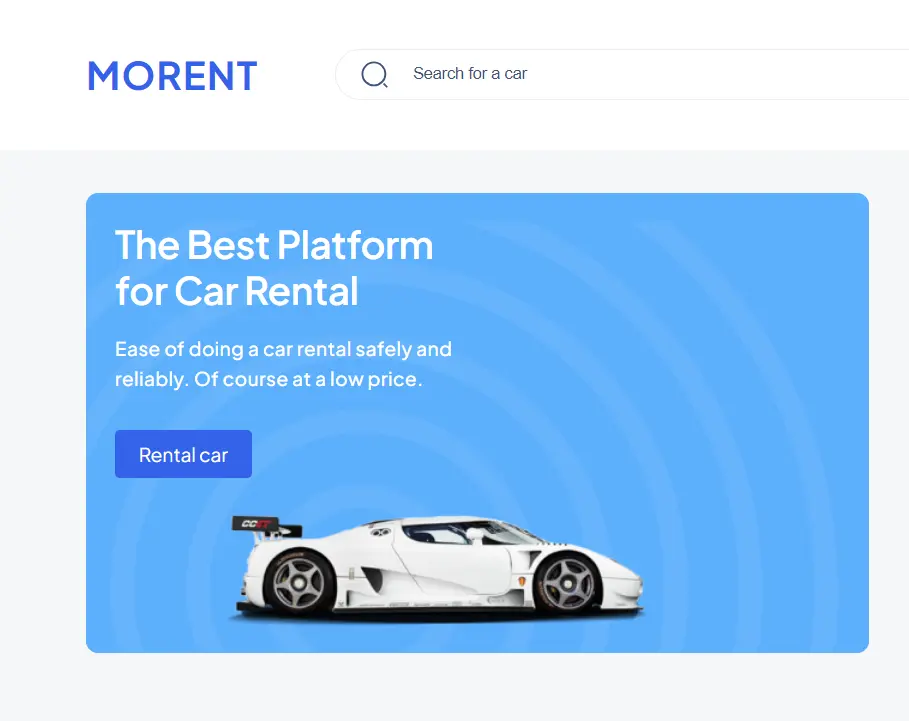 MORENT
Search for a car
The Best Platform
for Car Rental
Ease of doing a car rental safely and
reliably. Of course at a low price.
Rental car
CCGT